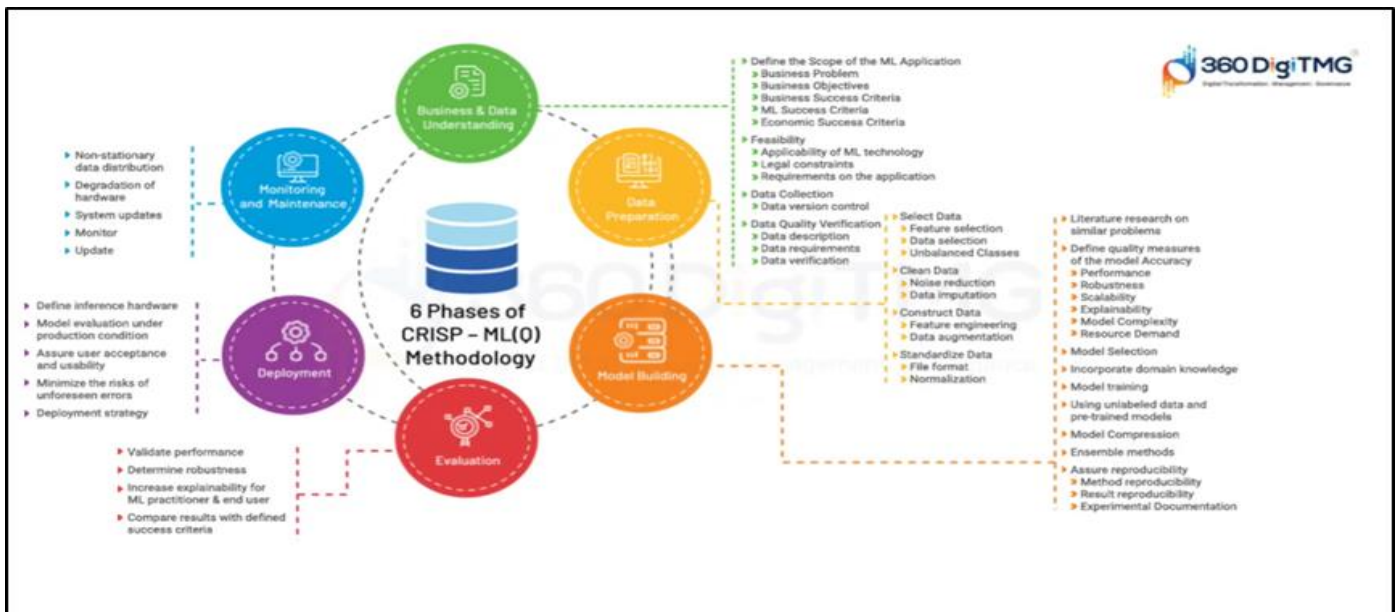 360 DigiTMG
Digital Transformation . Management . Governance
Business & Data
Understanding
Define the Scope of the ML Application
Business Problem
Business Objectives
Business Success Criteria
ML Success Criteria
Economic Success Criteria
Feasibility
Applicability of ML technology
Legal constraints
Requirements on the application
Data Collection
Data version control
Data Quality Verification
Data description
Data requirements
Data verification
Data
Preparation
Select Data
Feature selection
Data selection
Unbalanced Classes
Clean Data
Noise reduction
Data imputation
Construct Data
Feature engineering
Data augmentation
Standardize Data
File format
Normalization
Model Building
Literature research on
similar problems
Define quality measures
of the model Accuracy
Performance
Robustness
Scalability
Explainability
Model Complexity
Resource Demand
Model Selection
Incorporate domain knowledge
Model training
Using unlabeled data and
pre-trained models
Model Compression
Ensemble methods
Assure reproducibility
Method reproducibility
Result reproducibility
Experimental Documentation
Evaluation
Validate performance
Determine robustness
Increase explainability for
ML practitioner & end user
Compare results with defined
success criteria
Deployment
Define inference hardware
Model evaluation under
production condition
Assure user acceptance
and usability
Minimize the risks of
unforeseen errors
Deployment strategy
Monitoring
and Maintenance
Non-stationary
data distribution
Degradation of
hardware
System updates
Monitor
Update
6 Phases of
CRISP – ML(Q)
Methodology
360 DigiTMG